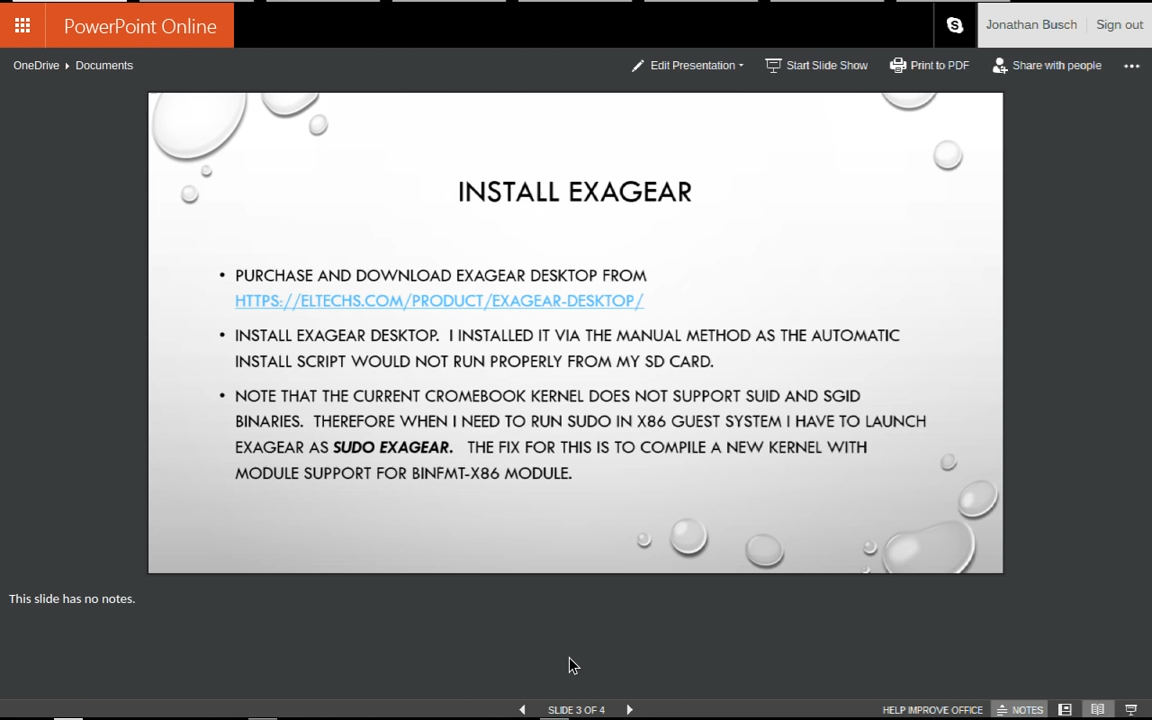 PowerPoint Online
Jonathan Busch
Sign out
OneDrive ▸ Documents
Edit Presentation
Start Slide Show
Print to PDF
Share with people
INSTALL EXAGEAR
• PURCHASE AND DOWNLOAD EXAGEAR DESKTOP FROM
HTTPS://ELTECHS.COM/PRODUCT/EXAGEAR-DESKTOP/
• INSTALL EXAGEAR DESKTOP. I INSTALLED IT VIA THE MANUAL METHOD AS THE AUTOMATIC
INSTALL SCRIPT WOULD NOT RUN PROPERLY FROM MY SD CARD.
• NOTE THAT THE CURRENT CROMEBOOK KERNEL DOES NOT SUPPORT SUID AND SGID
BINARIES. THEREFORE WHEN I NEED TO RUN SUDO IN X86 GUEST SYSTEM I HAVE TO LAUNCH
EXAGEAR AS SUDO EXAGEAR. THE FIX FOR THIS IS TO COMPILE A NEW KERNEL WITH
MODULE SUPPORT FOR BINFMT-X86 MODULE.
This slide has no notes.
SLIDE 3 OF 4
HELP IMPROVE OFFICE
NOTES